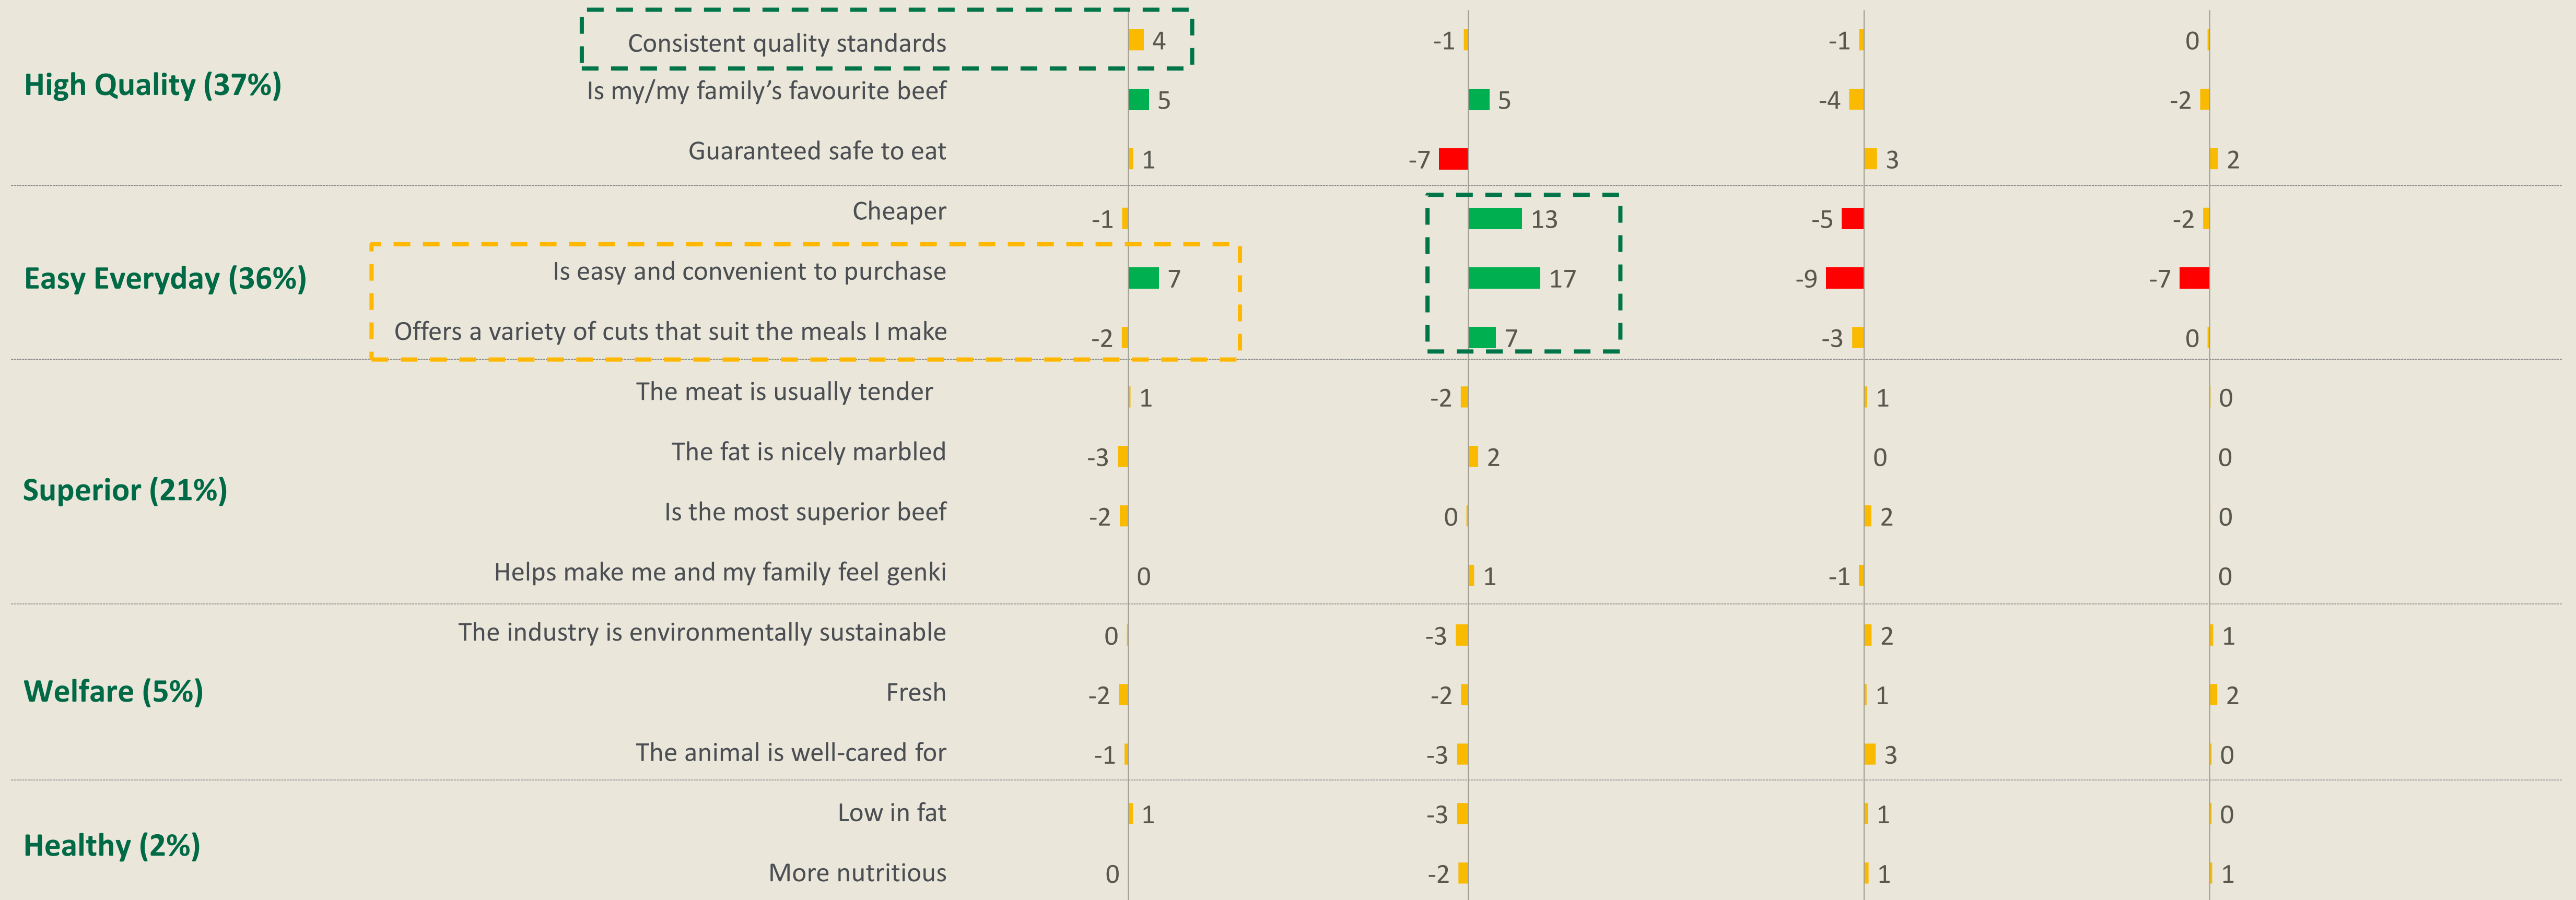 Consistent quality standards 4 -1 -1 0
High Quality (37%)
Is my/my family’s favourite beef 5 5 -4 -2
Guaranteed safe to eat 1 -7 3 2
Cheaper -1 13 -5 -2
Easy Everyday (36%) Is easy and convenient to purchase 7 17 -9 -7
Offers a variety of cuts that suit the meals I make -2 7 -3 0
The meat is usually tender 1 -2 1 0
The fat is nicely marbled -3 2 0 0
Superior (21%)
Is the most superior beef -2 0 2 0
Helps make me and my family feel genki 0 1 -1 0
The industry is environmentally sustainable 0 -3 2 1
Welfare (5%) Fresh -2 -2 1 2
The animal is well-cared for -1 -3 3 0
Low in fat 1 -3 1 0
Healthy (2%)
More nutritious 0 -2 1 1